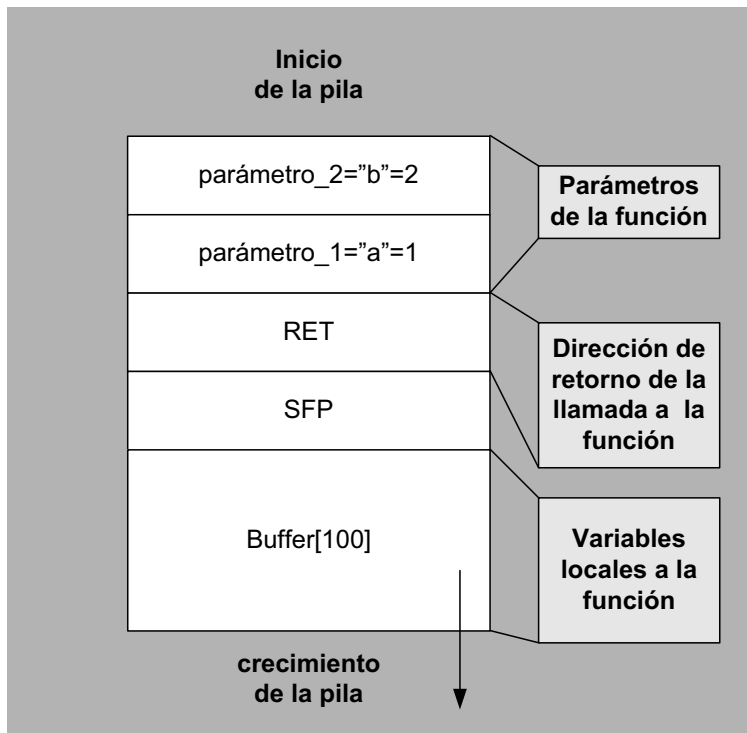 Inicio
de la pila
parámetro_2=”b”=2
parámetro_1=”a”=1
RET
SFP
Buffer[100]
crecimiento
de la pila
Parámetros
de la función
Dirección de
retorno de la
llamada a la
función
Variables
locales a la
función